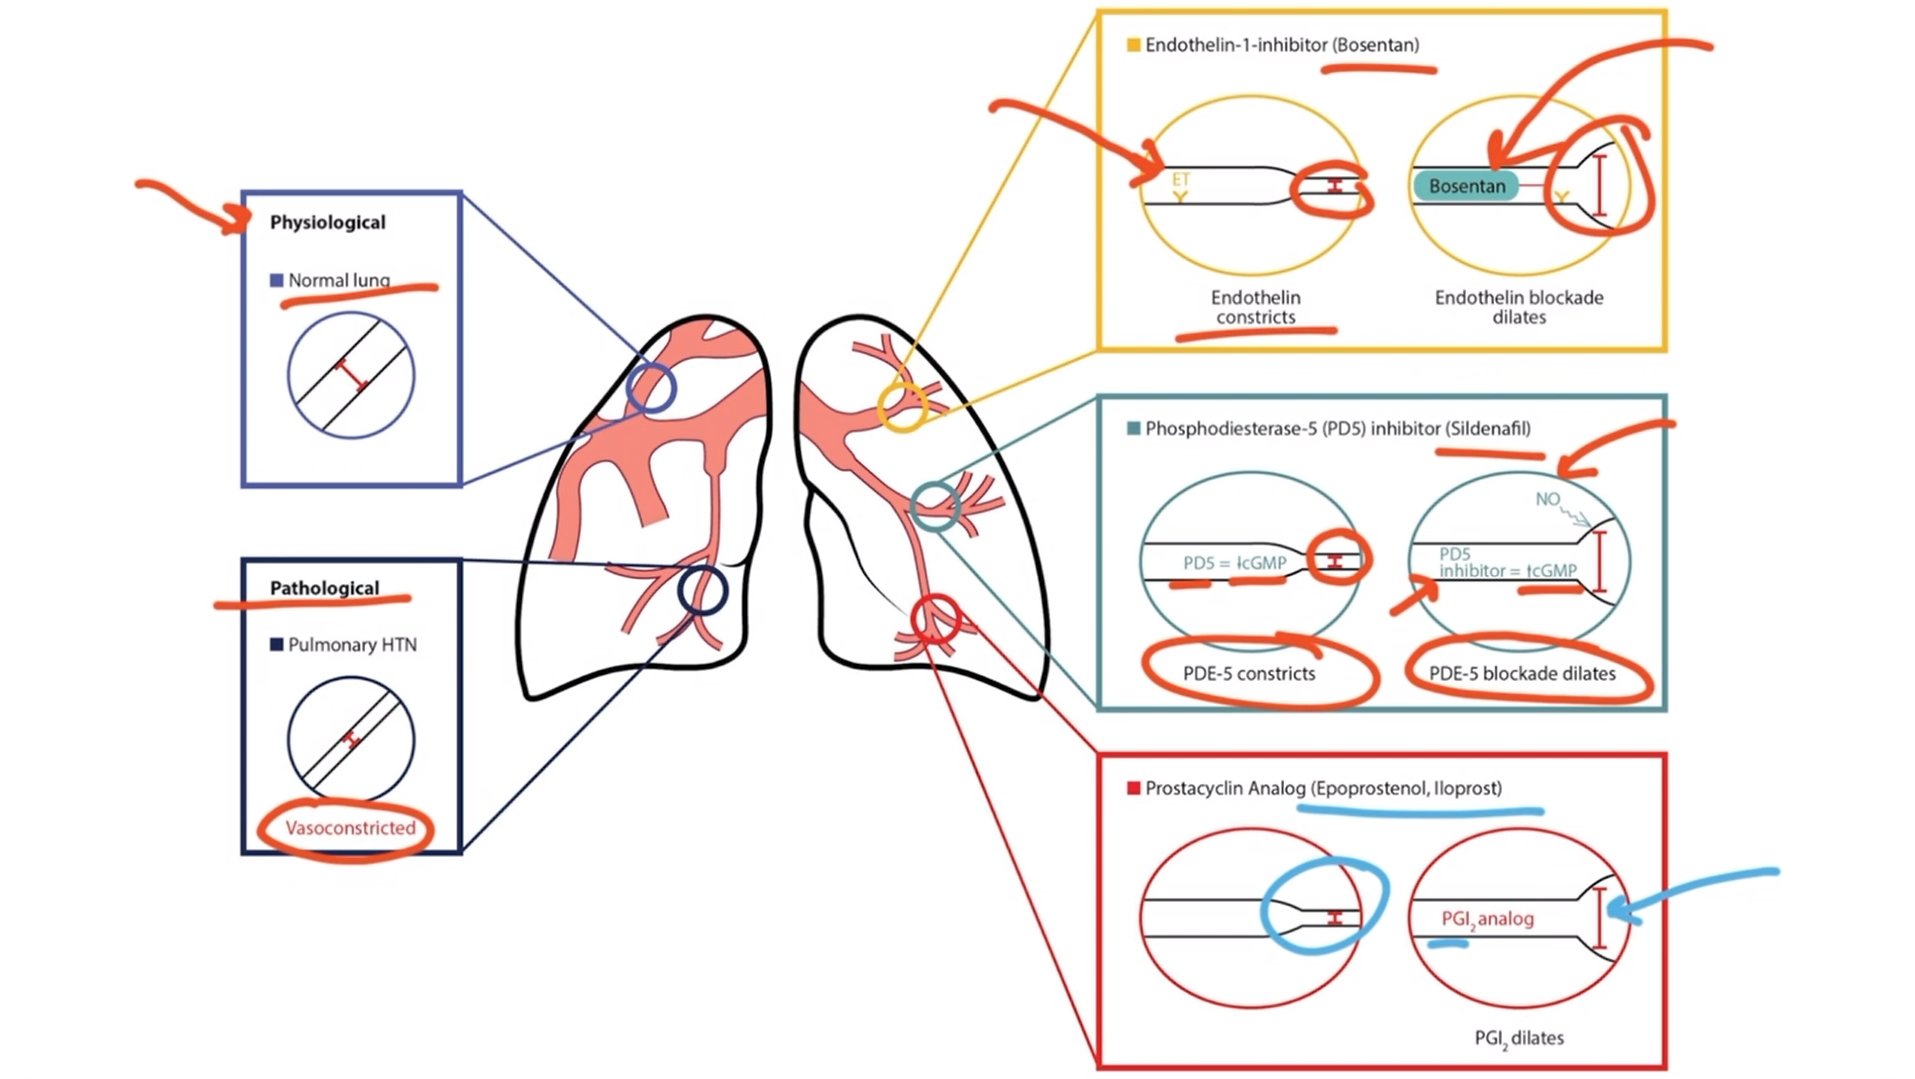 Physiological
Normal lung
Pathological
Pulmonary HTN
Vasoconstricted
Endothelin-1-inhibitor (Bosentan)
ET
Bosentan
Endothelin
constricts
Endothelin blockade
dilates
Phosphodiesterase-5 (PD5) inhibitor (Sildenafil)
PD5 = ↓cGMP
NO
PD5
inhibitor = ↑cGMP
PDE-5 constricts
PDE-5 blockade dilates
Prostacyclin Analog (Epoprostenol, Iloprost)
PGI₂ analog
PGI₂ dilates